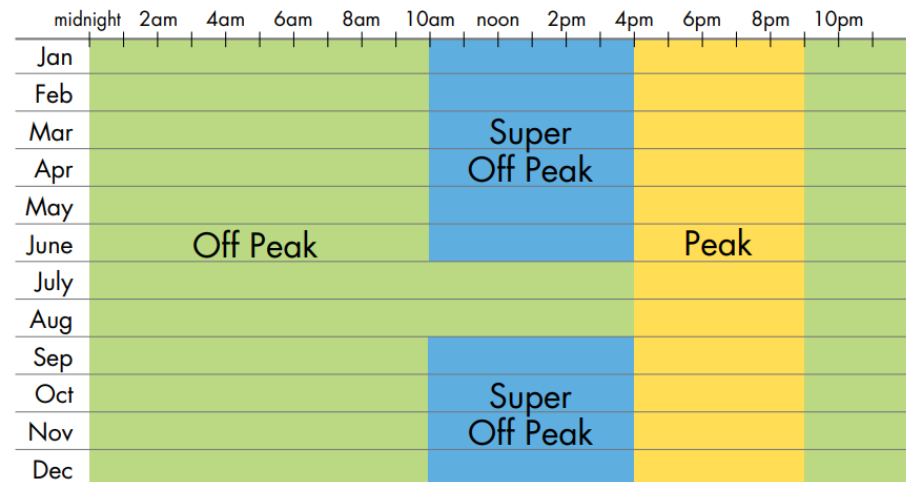 midnight 2am 4am 6am 8am 10am noon 2pm 4pm 6pm 8pm 10pm
Jan
Feb
Mar
Super
Apr
Off Peak
May
June
Off Peak
Peak
July
Aug
Sep
Oct
Super
Nov
Off Peak
Dec